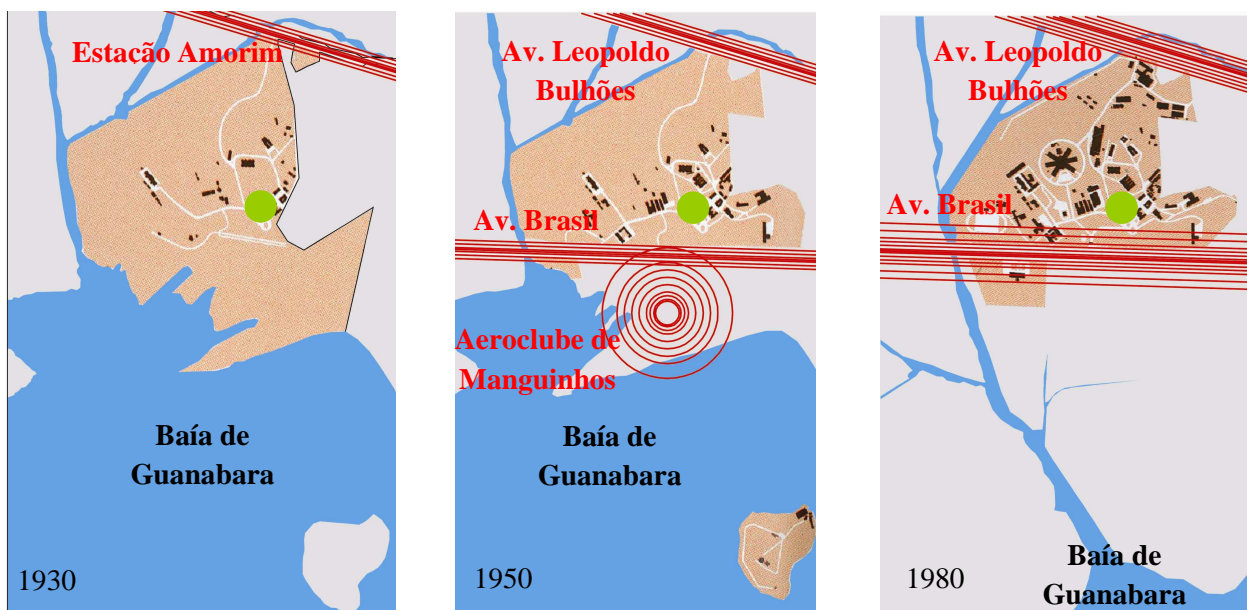 Estação Amorim
Baía de
Guanabara
1930
Av. Leopoldo
Bulhões
Av. Brasil
Aeroclube de
Manguinhos
Baía de
Guanabara
1950
Av. Leopoldo
Bulhões
Av. Brasil
1980
Baía de
Guanabara